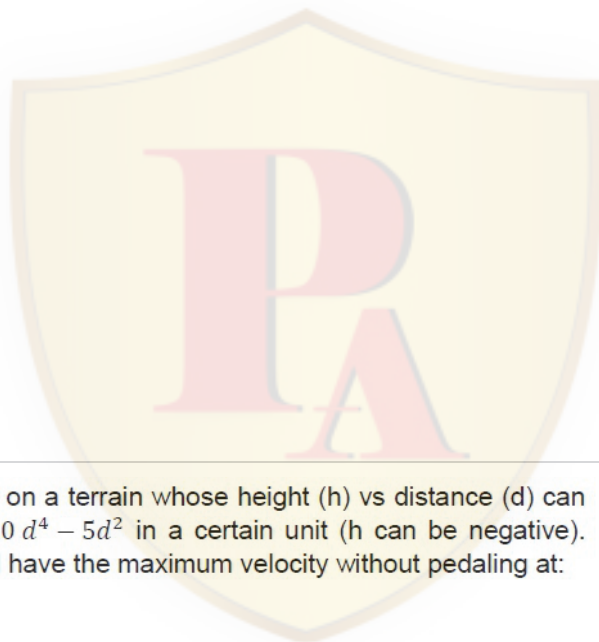 PA
on a terrain whose height (h) vs distance (d) can
0 d⁴ – 5d² in a certain unit (h can be negative).
have the maximum velocity without pedaling at: